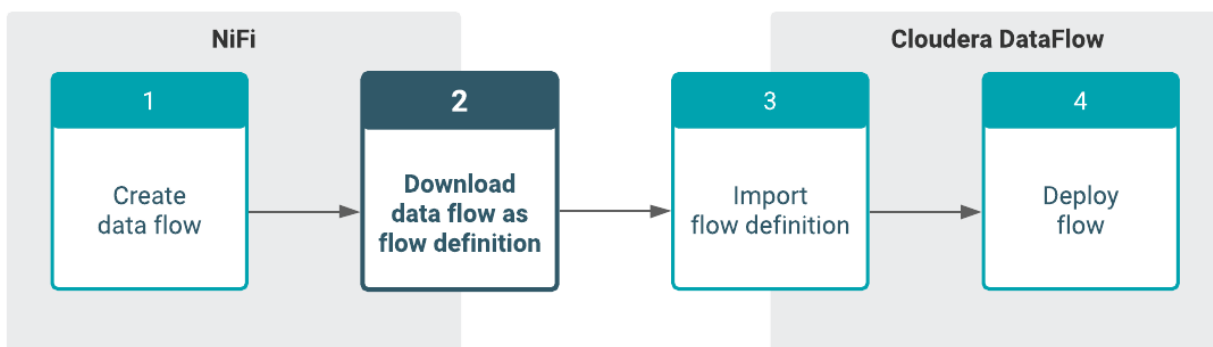 NiFi
Cloudera DataFlow
1
Create
data flow
2
Download
data flow as
flow definition
3
Import
flow definition
4
Deploy
flow